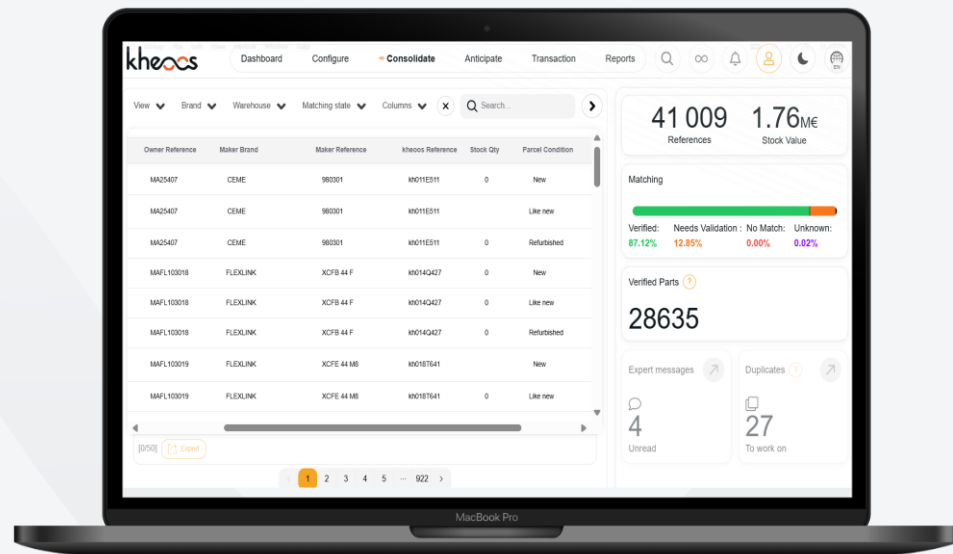 kheoos
Dashboard
Configure
Consolidate
Anticipate
Transaction
Reports
EN
View
Brand
Warehouse
Matching state
Columns
X
Search...
Owner Reference Maker Brand Maker Reference kheoos Reference Stock Qty Parcel Condition
MA25407 CEME 980301 kh011E511 0 New
MA25407 CEME 980301 kh011E511 Like new
MA25407 CEME 980301 kh011E511 0 Refurbished
MAFL103018 FLEXLINK XCFB 44 F kh014Q427 0 New
MAFL103018 FLEXLINK XCFB 44 F kh014Q427 0 Like new
MAFL103018 FLEXLINK XCFB 44 F kh014Q427 0 Refurbished
MAFL103019 FLEXLINK XCFE 44 M8 kh018T641 New
MAFL103019 FLEXLINK XCFE 44 M8 kh018T641 0 Like new
[0/50]
Export
1 2 3 4 5 ... 922
41 009
References
1.76M€
Stock Value
Matching
Verified: Needs Validation : No Match: Unknown:
87.12% 12.85% 0.00% 0.02%
Verified Parts ?
28635
Expert messages
4
Unread
Duplicates ?
27
To work on
MacBook Pro